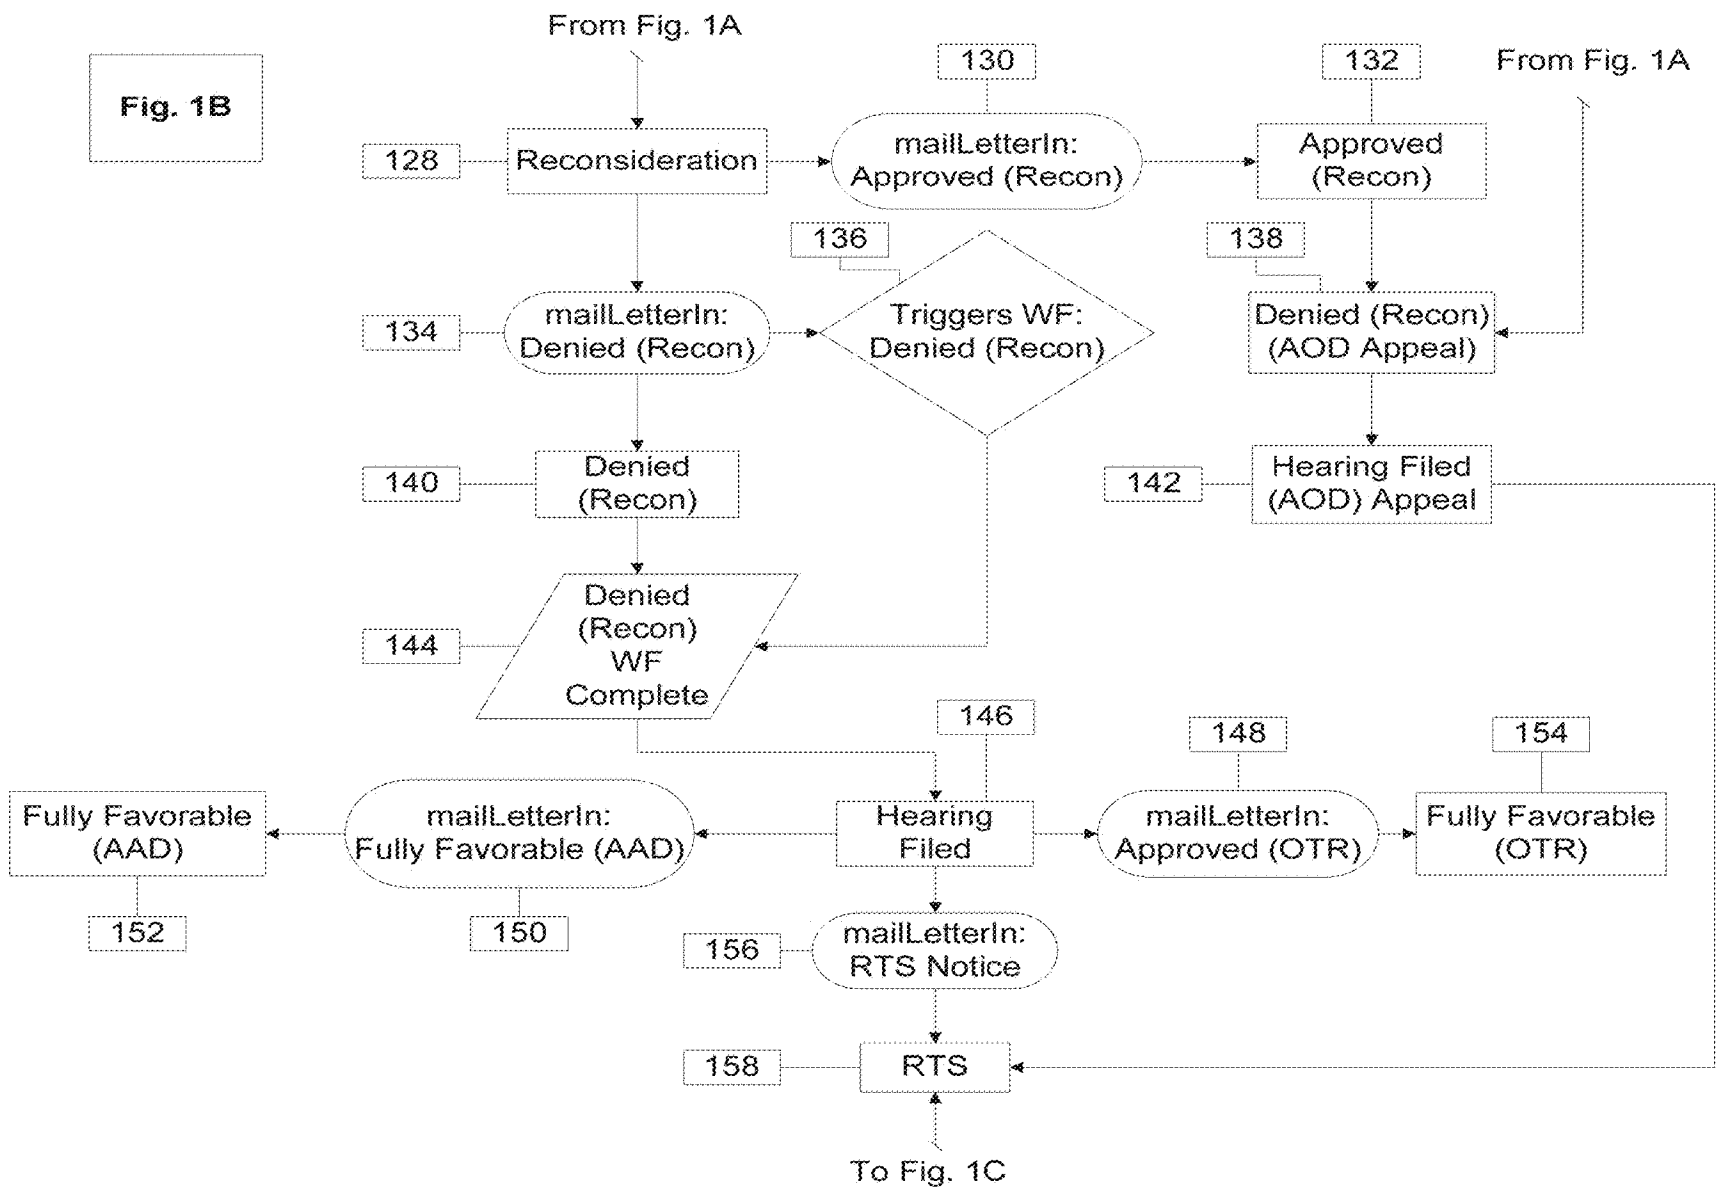 From Fig. 1A
130
132
From Fig. 1A
Fig. 1B
128
Reconsideration
mailLetterIn:
Approved (Recon)
Approved
(Recon)
136
138
134
mailLetterIn:
Denied (Recon)
Triggers WF:
Denied (Recon)
Denied (Recon)
(AOD Appeal)
140
Denied
(Recon)
142
Hearing Filed
(AOD) Appeal
144
Denied
(Recon)
WF
Complete
146
148
154
Fully Favorable
(AAD)
mailLetterIn:
Fully Favorable (AAD)
Hearing
Filed
mailLetterIn:
Approved (OTR)
Fully Favorable
(OTR)
152
150
156
mailLetterIn:
RTS Notice
158
RTS
To Fig. 1C